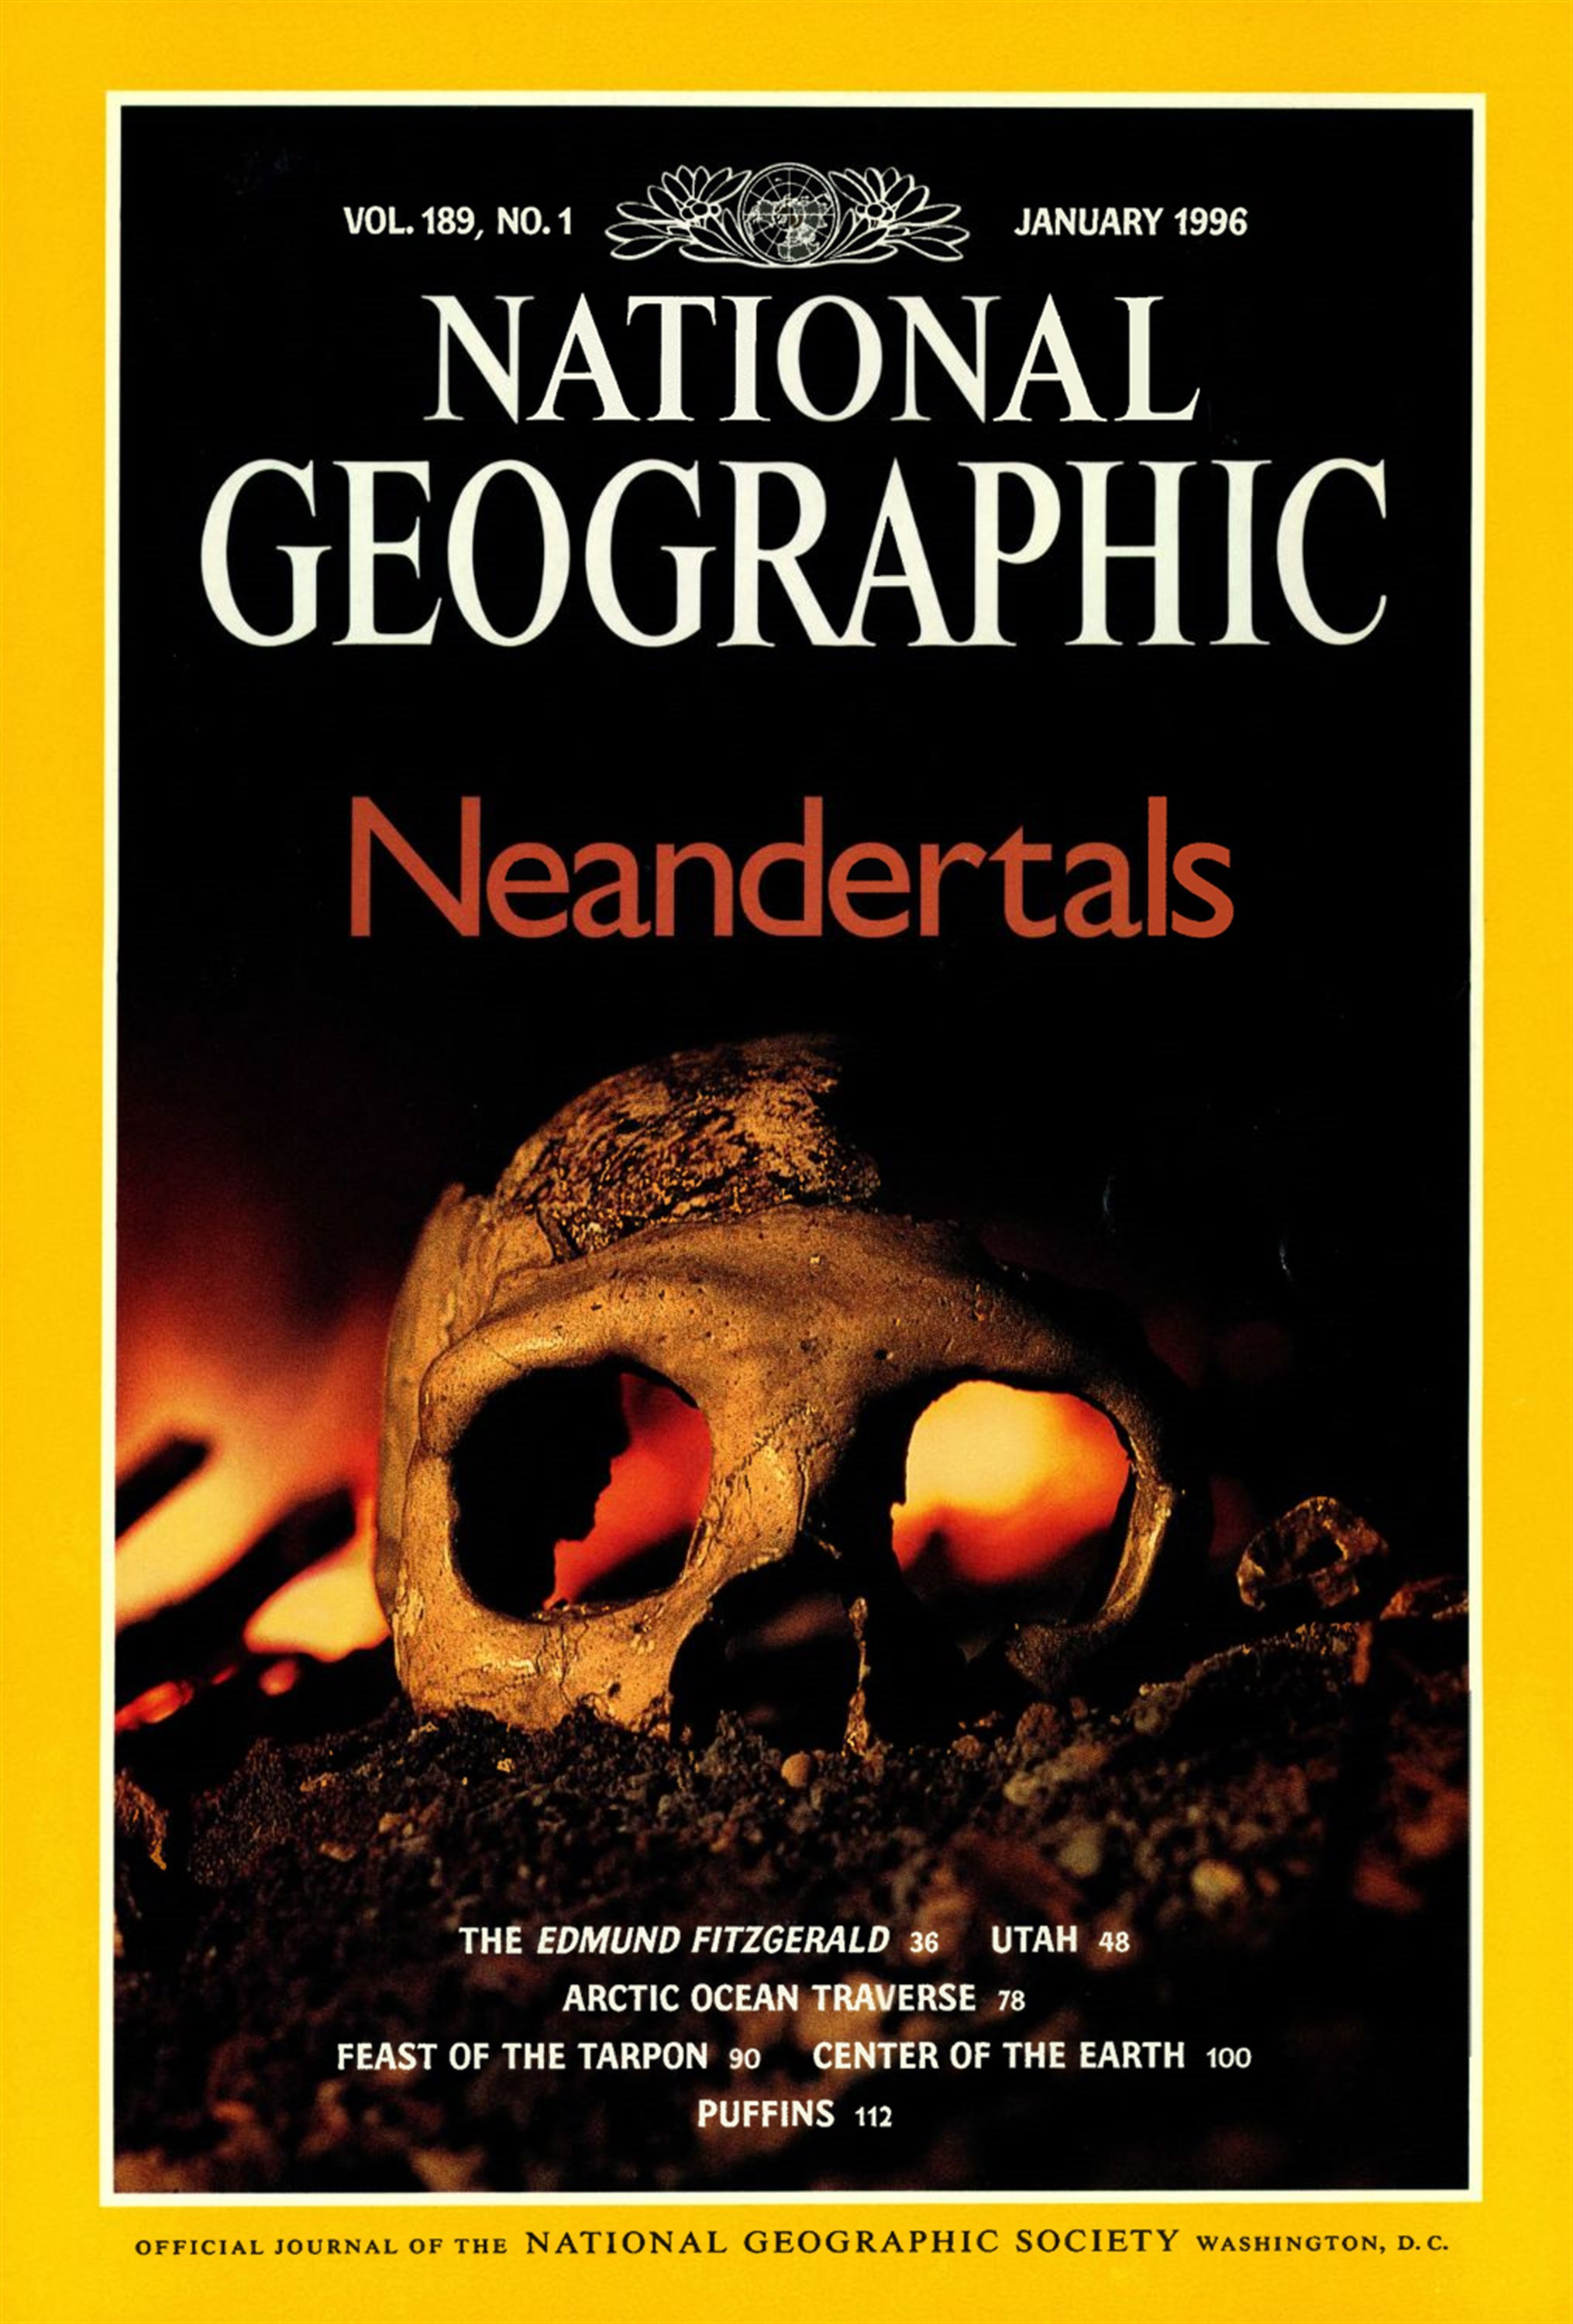 VOL. 189, NO. 1 JANUARY 1996
NATIONAL
GEOGRAPHIC
Neandertals
THE EDMUND FITZGERALD 36 UTAH 48
ARCTIC OCEAN TRAVERSE 78
FEAST OF THE TARPON 90 CENTER OF THE EARTH 100
PUFFINS 112
OFFICIAL JOURNAL OF THE NATIONAL GEOGRAPHIC SOCIETY WASHINGTON, D.C.